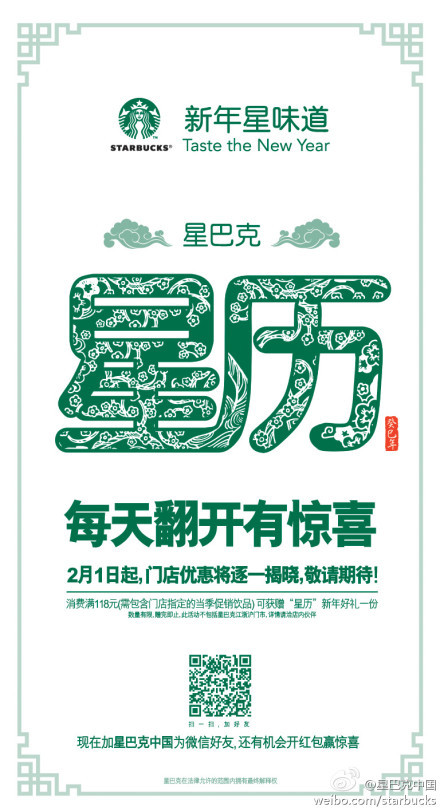 新年星味道
STARBUCKS®
Taste the New Year
星巴克
星历
癸巳年
每天翻开有惊喜
2月1日起,门店优惠将逐一揭晓,敬请期待!
消费满118元(需包含门店指定的当季促销饮品)可获赠“星历”新年好礼一份
数量有限,赠完即止,此活动不包括星巴克江浙沪门市,详情请洽店内伙伴
扫一扫,加好友
现在加星巴克中国为微信好友,还有机会开红包赢惊喜
星巴克在法律允许的范围内拥有最终解释权
@星巴克中国
weibo.com/starbucks